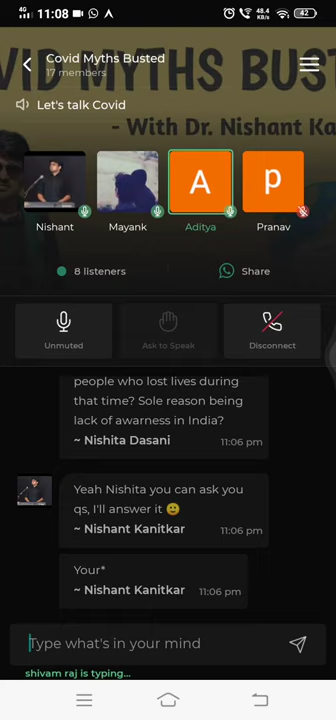 4G 11:08 48.4 KB/s 42
COVID MYTHS BUST
Covid Myths Busted
17 members
Let's talk Covid
- With Dr. Nishant Ka
A
p
Nishant Mayank Aditya Pranav
8 listeners Share
Unmuted Ask to Speak Disconnect
people who lost lives during
that time? Sole reason being
lack of awarness in India?
~ Nishita Dasani 11:06 pm
Yeah Nishita you can ask you
qs, I'll answer it 🙂
~ Nishant Kanitkar 11:06 pm
Your*
~ Nishant Kanitkar 11:06 pm
Type what's in your mind
shivam raj is typing...